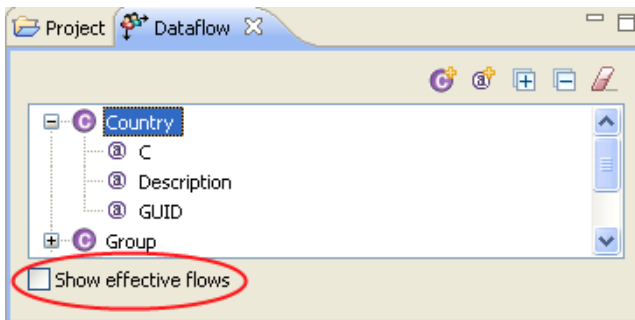 Project Dataflow
Country
C
Description
GUID
Group
Show effective flows